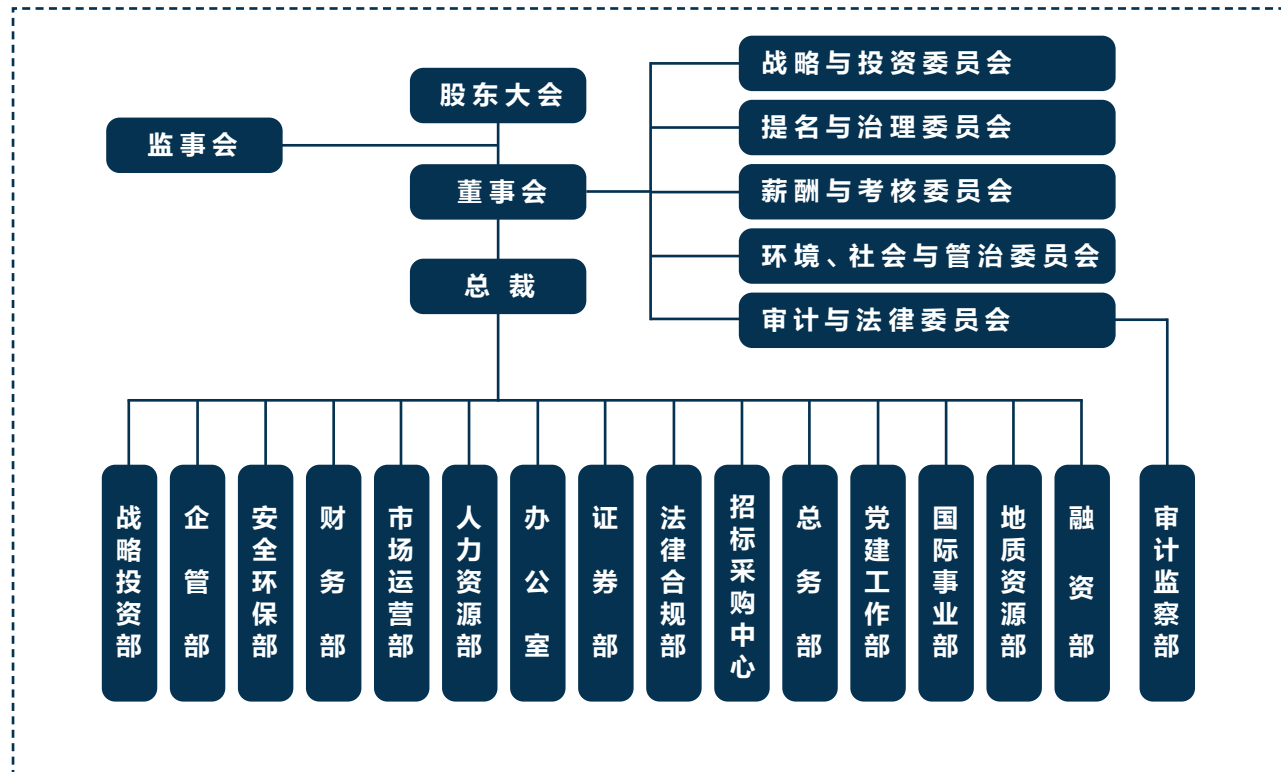 股东大会
监事会
董事会
总裁
战略与投资委员会
提名与治理委员会
薪酬与考核委员会
环境、社会与管治委员会
审计与法律委员会
战略投资部
企管部
安全环保部
财务部
市场运营部
人力资源部
办公室
证券部
法律合规部
招标采购中心
总务部
党建工作部
国际事业部
地质资源部
融资部
审计监察部